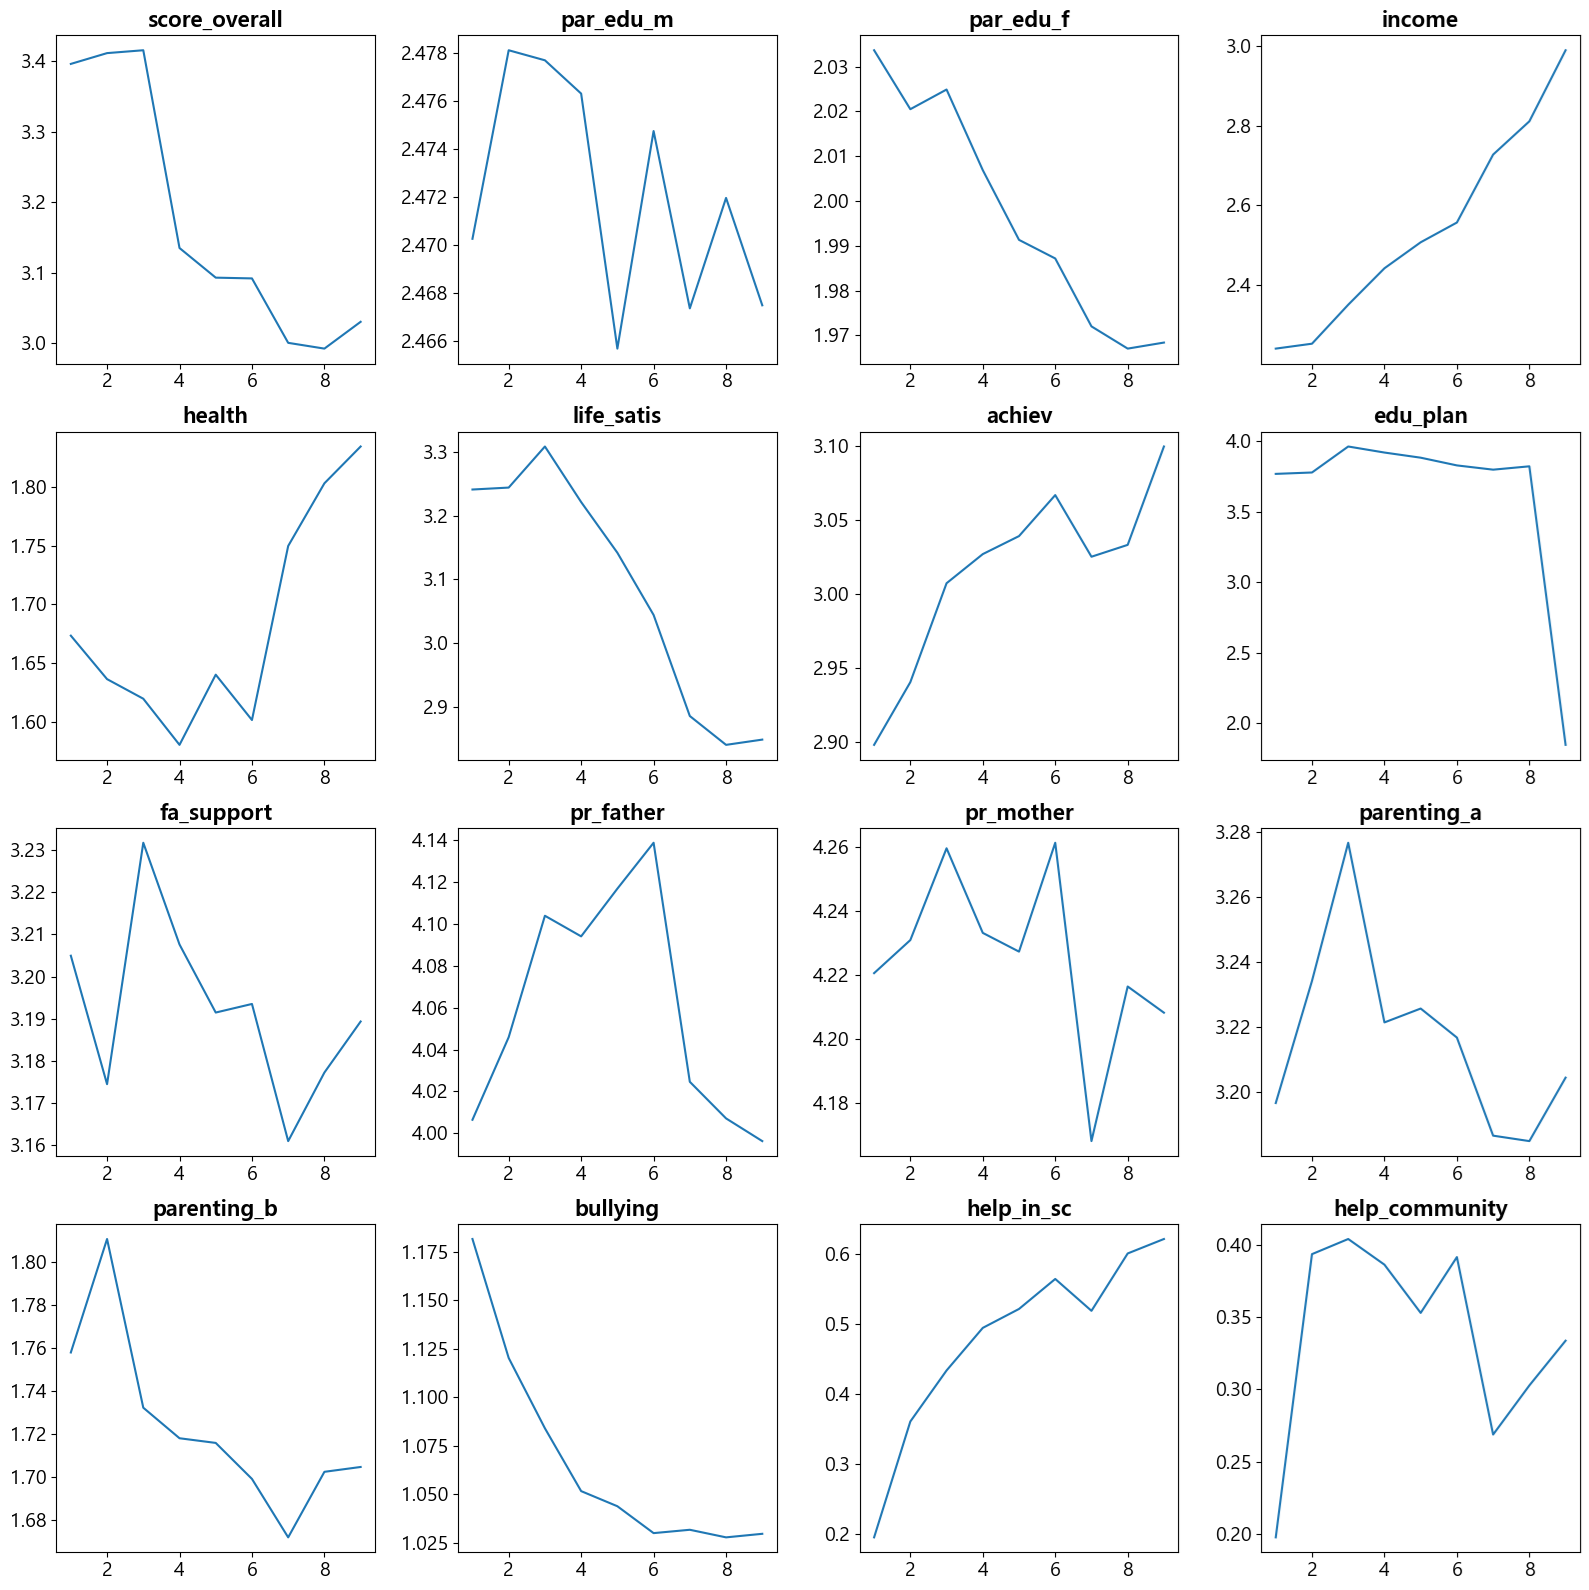 score_overall par_edu_m par_edu_f income
3.4 2.478 2.03 3.0
3.3 2.476 2.02 2.8
3.2 2.474 2.01 2.6
3.1 2.472 2.00 2.4
3.0 2.470 1.99
2.468 1.98
2.466 1.97
2 4 6 8 2 4 6 8 2 4 6 8 2 4 6 8
health life_satis achiev edu_plan
1.80 3.3 3.10 4.0
1.75 3.2 3.05 3.5
1.70 3.1 3.00 3.0
1.65 3.0 2.95 2.5
1.60 2.9 2.90 2.0
2 4 6 8 2 4 6 8 2 4 6 8 2 4 6 8
fa_support pr_father pr_mother parenting_a
3.23 4.14 4.26 3.28
3.22 4.12 4.24 3.26
3.21 4.10 4.22 3.24
3.20 4.08 4.20 3.22
3.19 4.06 4.18 3.20
3.18 4.04
3.17 4.02
3.16 4.00
2 4 6 8 2 4 6 8 2 4 6 8 2 4 6 8
parenting_b bullying help_in_sc help_community
1.80 1.175 0.6 0.40
1.78 1.150 0.5 0.35
1.76 1.125 0.4 0.30
1.74 1.100 0.3 0.25
1.72 1.075 0.2 0.20
1.70 1.050
1.68 1.025
2 4 6 8 2 4 6 8 2 4 6 8 2 4 6 8